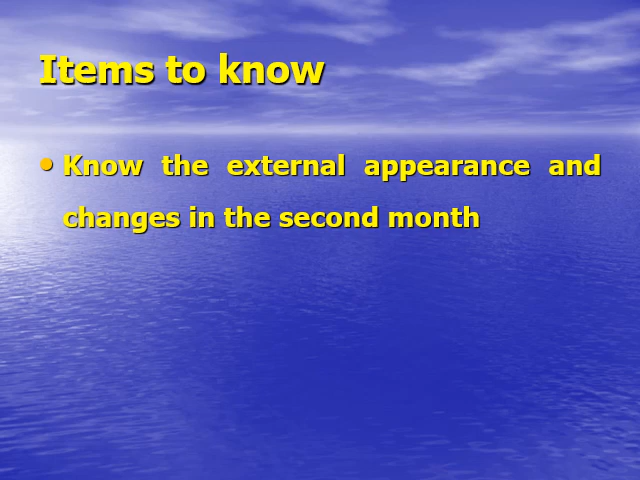 Items to know
• Know the external appearance and
changes in the second month